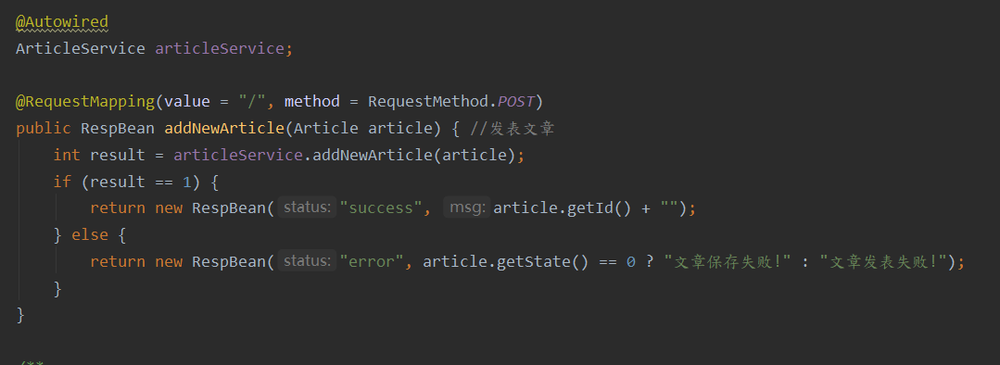 @Autowired
ArticleService articleService;
@RequestMapping(value = "/", method = RequestMethod.POST)
public RespBean addNewArticle(Article article) { //发表文章
int result = articleService.addNewArticle(article);
if (result == 1) {
return new RespBean( status: "success", msg: article.getId() + "");
} else {
return new RespBean( status: "error", article.getState() == 0 ? "文章保存失败!" : "文章发表失败!");
}
}
/**